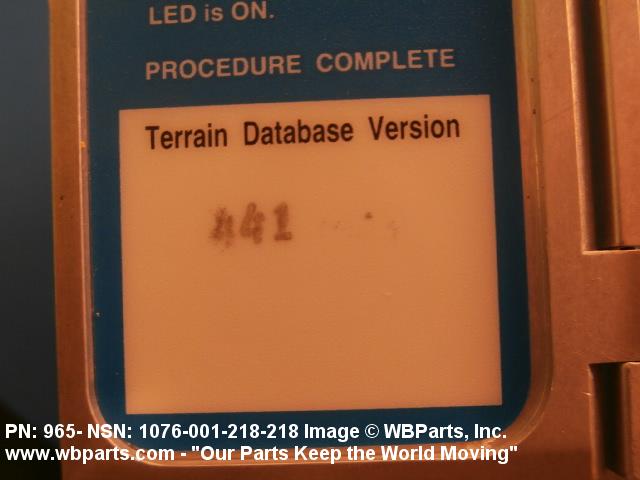 LED is ON.
PROCEDURE COMPLETE
Terrain Database Version
441
PN: 965- NSN: 1076-001-218-218 Image © WBParts, Inc.
www.wbparts.com - "Our Parts Keep the World Moving"